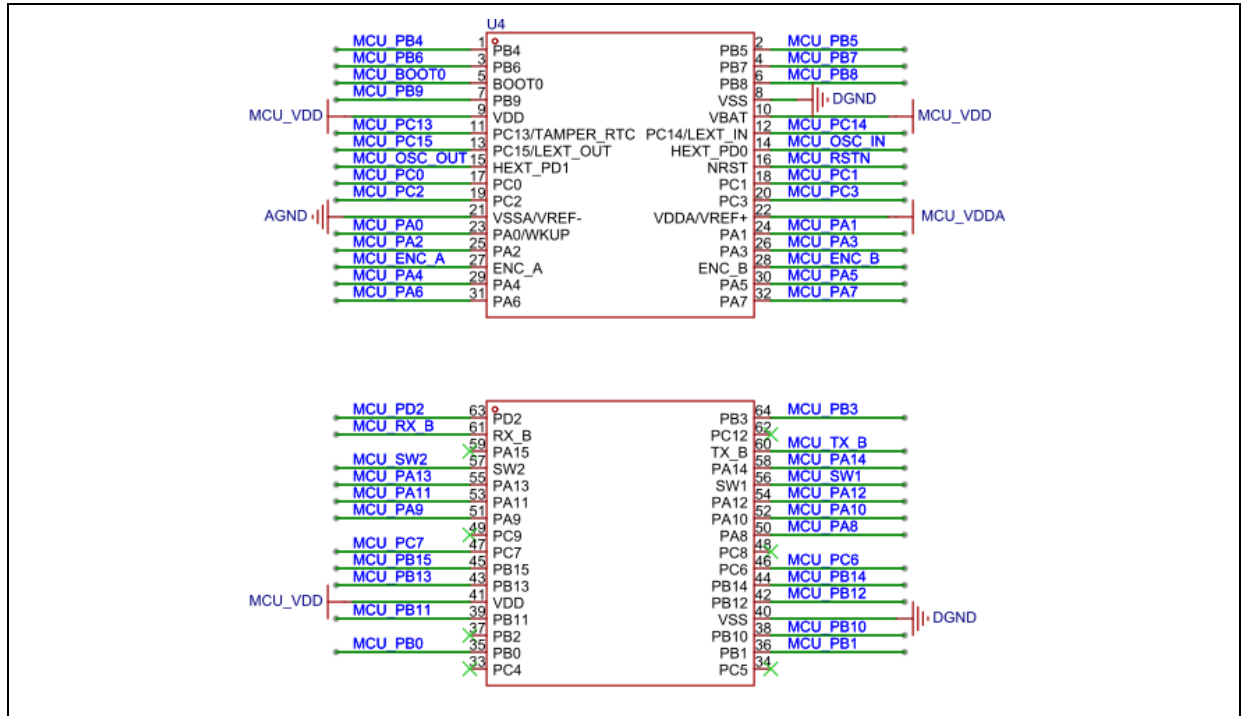 U4
MCU_PB4 1 PB4 PB5 2 MCU_PB5
MCU_PB6 3 PB6 PB7 4 MCU_PB7
MCU_BOOT0 5 BOOT0 PB8 6 MCU_PB8
MCU_PB9 7 PB9 VSS 8 DGND
MCU_VDD 9 VDD VBAT 10 MCU_VDD
MCU_PC13 11 PC13/TAMPER_RTC PC14/LEXT_IN 12 MCU_PC14
MCU_PC15 13 PC15/LEXT_OUT HEXT_PD0 14 MCU_OSC_IN
MCU_OSC_OUT 15 HEXT_PD1 NRST 16 MCU_RSTN
MCU_PC0 17 PC0 PC1 18 MCU_PC1
MCU_PC2 19 PC2 PC3 20 MCU_PC3
AGND 21 VSSA/VREF- VDDA/VREF+ 22 MCU_VDDA
MCU_PA0 23 PA0/WKUP PA1 24 MCU_PA1
MCU_PA2 25 PA2 PA3 26 MCU_PA3
MCU_ENC_A 27 ENC_A ENC_B 28 MCU_ENC_B
MCU_PA4 29 PA4 PA5 30 MCU_PA5
MCU_PA6 31 PA6 PA7 32 MCU_PA7
MCU_PD2 63 PD2 PB3 64 MCU_PB3
MCU_RX_B 61 RX_B PC12 62
59 PA15 TX_B 60 MCU_TX_B
MCU_SW2 57 SW2 PA14 58 MCU_PA14
MCU_PA13 55 PA13 SW1 56 MCU_SW1
MCU_PA11 53 PA11 PA12 54 MCU_PA12
MCU_PA9 51 PA9 PA10 52 MCU_PA10
49 PC9 PA8 50 MCU_PA8
MCU_PC7 47 PC7 PC8 48
MCU_PB15 45 PB15 PC6 46 MCU_PC6
MCU_PB13 43 PB13 PB14 44 MCU_PB14
MCU_VDD 41 VDD PB12 42 MCU_PB12
MCU_PB11 39 PB11 VSS 40 DGND
37 PB2 PB10 38 MCU_PB10
MCU_PB0 35 PB0 PB1 36 MCU_PB1
33 PC4 PC5 34